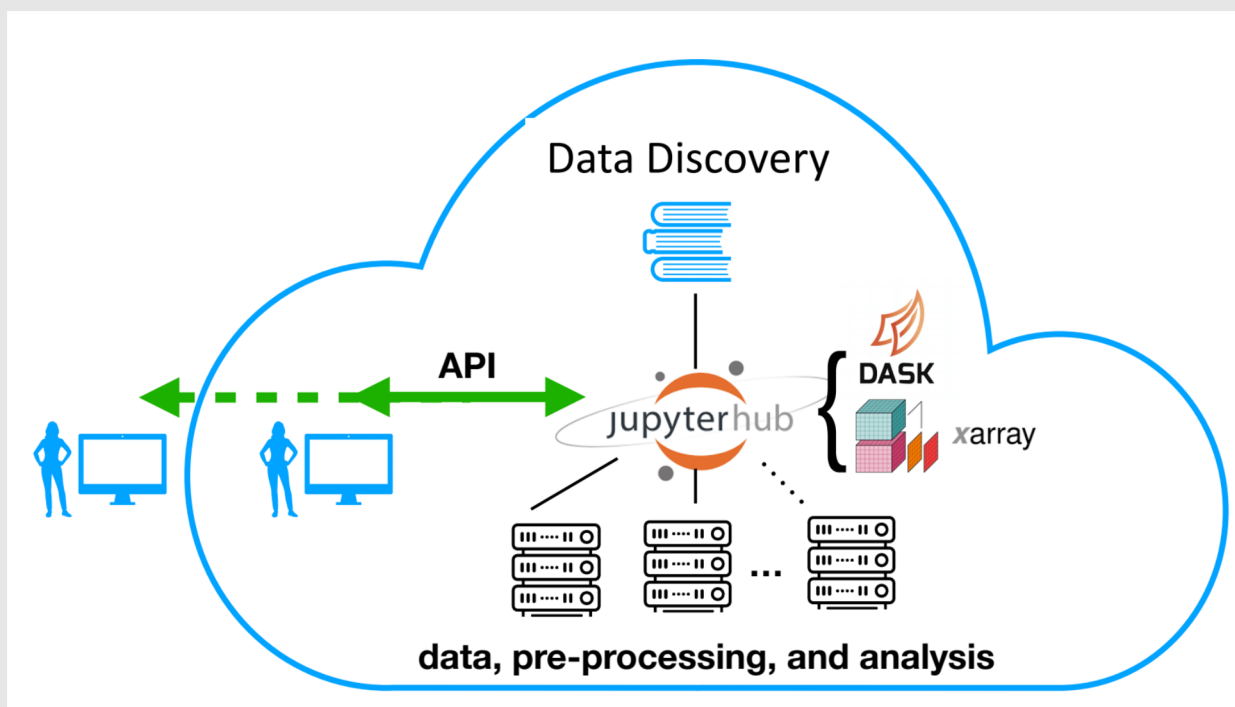 Data Discovery
API
DASK
jupyterhub
xarray
...
data, pre-processing, and analysis